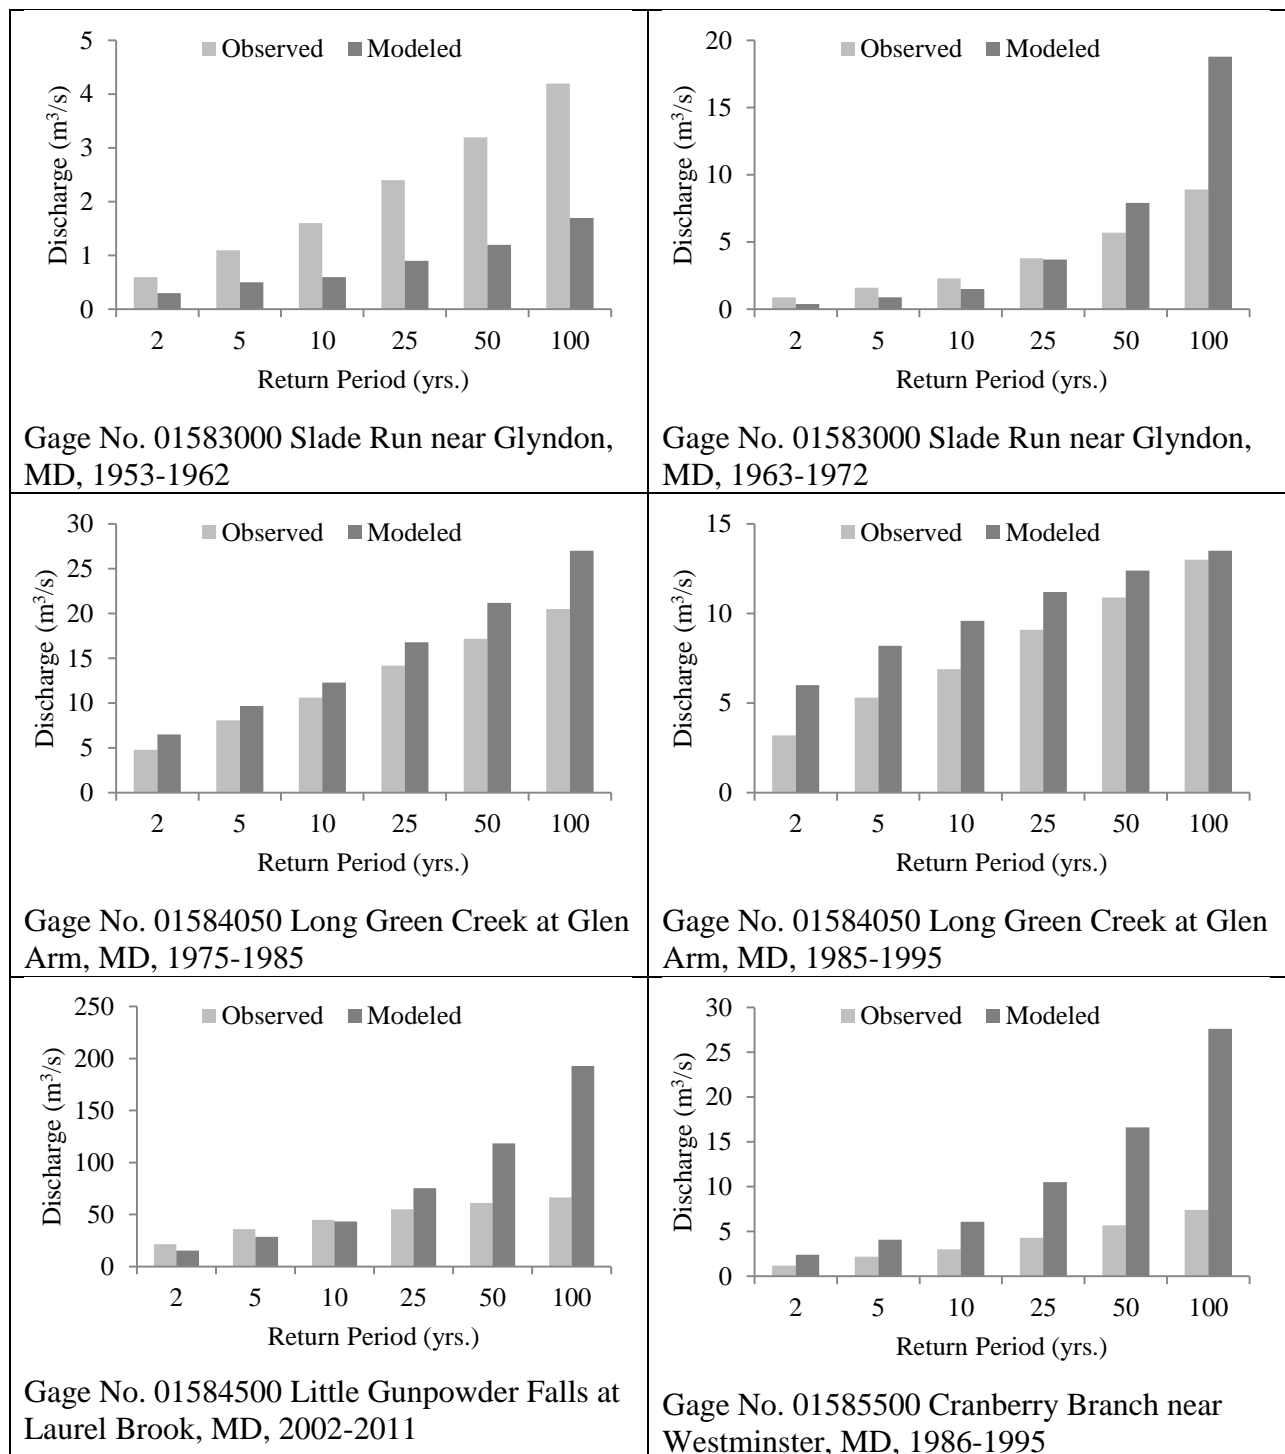 Observed Modeled
5
4
3
2
1
0
Discharge (m³/s)
2 5 10 25 50 100
Return Period (yrs.)
Gage No. 01583000 Slade Run near Glyndon,
MD, 1953-1962
Observed Modeled
20
15
10
5
0
Discharge (m³/s)
2 5 10 25 50 100
Return Period (yrs.)
Gage No. 01583000 Slade Run near Glyndon,
MD, 1963-1972
Observed Modeled
30
25
20
15
10
5
0
Discharge (m³/s)
2 5 10 25 50 100
Return Period (yrs.)
Gage No. 01584050 Long Green Creek at Glen
Arm, MD, 1975-1985
Observed Modeled
15
10
5
0
Discharge (m³/s)
2 5 10 25 50 100
Return Period (yrs.)
Gage No. 01584050 Long Green Creek at Glen
Arm, MD, 1985-1995
Observed Modeled
250
200
150
100
50
0
Discharge (m³/s)
2 5 10 25 50 100
Return Period (yrs.)
Gage No. 01584500 Little Gunpowder Falls at
Laurel Brook, MD, 2002-2011
Observed Modeled
30
25
20
15
10
5
0
Discharge (m³/s)
2 5 10 25 50 100
Return Period (yrs.)
Gage No. 01585500 Cranberry Branch near
Westminster, MD, 1986-1995